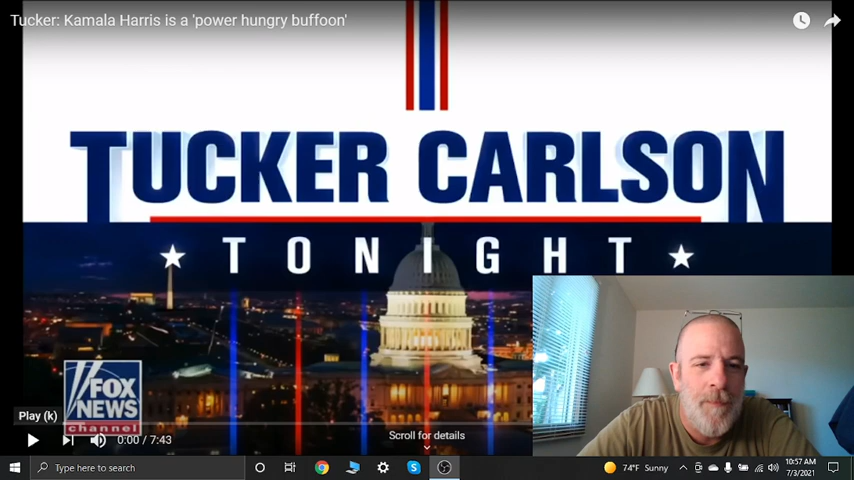 Tucker: Kamala Harris is a 'power hungry buffoon'
TUCKER CARLSON
TONIGHT
FOX
NEWS
channel
Play (k)
0:00 / 7:43
Scroll for details
Type here to search
74°F Sunny
10:57 AM
7/3/2021